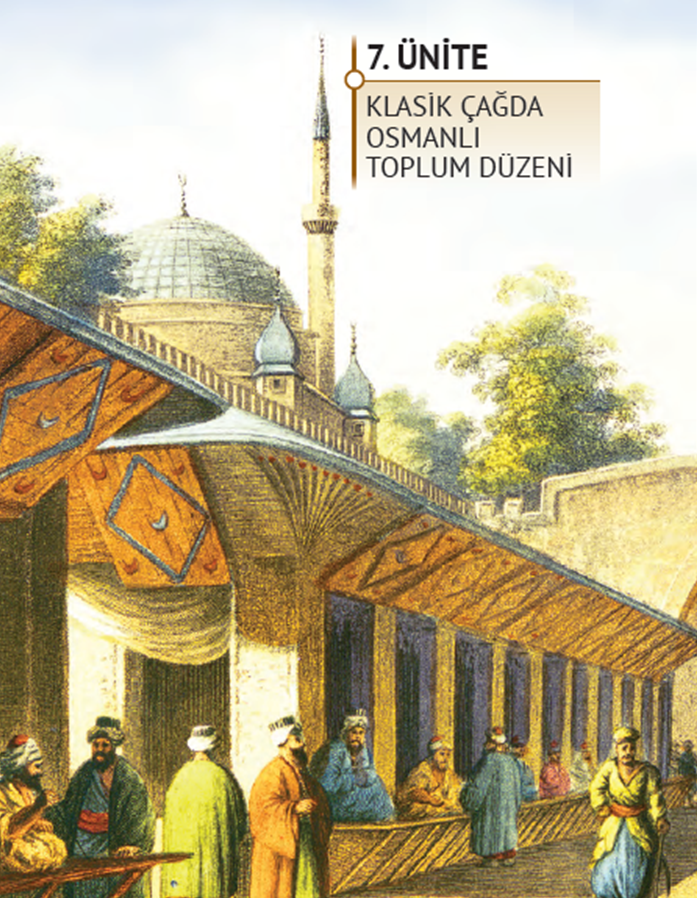 7. ÜNİTE
KLASİK ÇAĞDA
OSMANLI
TOPLUM DÜZENİ